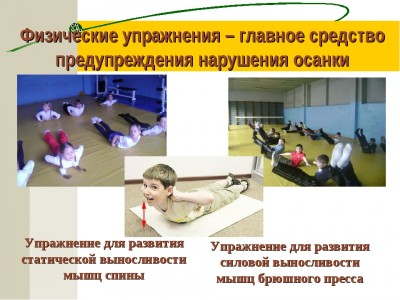 Физические упражнения – главное средство
предупреждения нарушения осанки
Упражнение для развития
статической выносливости
мышц спины
Упражнение для развития
силовой выносливости
мышц брюшного пресса